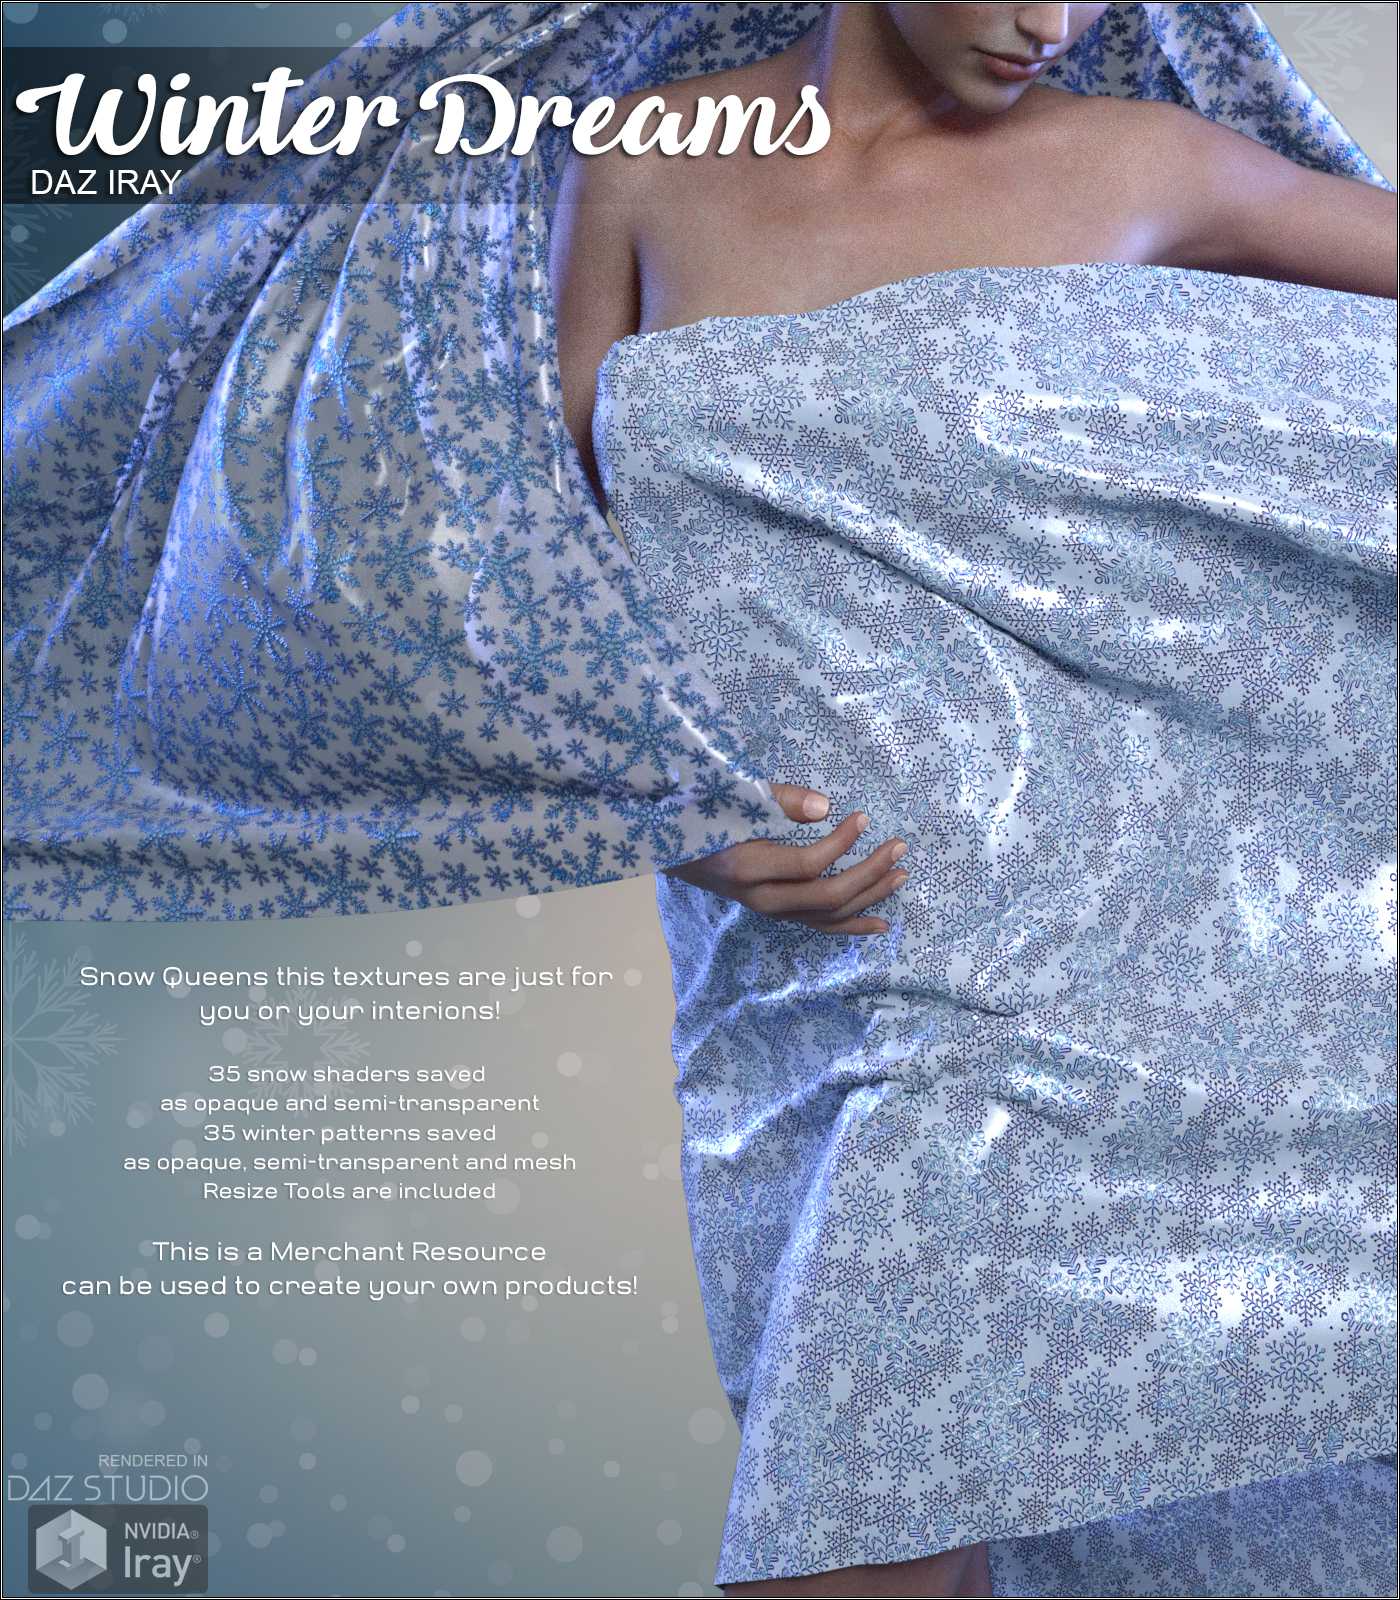 Winter Dreams
DAZ IRAY
Snow Queens this textures are just for
you or your interions!
35 snow shaders saved
as opaque and semi-transparent
35 winter patterns saved
as opaque, semi-transparent and mesh
Resize Tools are included
This is a Merchant Resource
can be used to create your own products!
RENDERED IN
DAZ STUDIO
NVIDIA®
Iray®